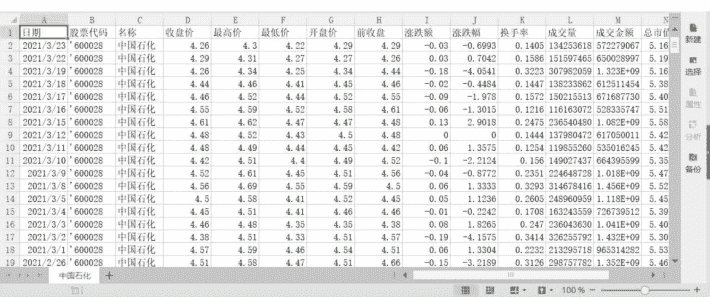 A B C D E F G H I J K L M N
1 日期 股票代码 名称 收盘价 最高价 最低价 开盘价 前收盘 涨跌额 涨跌幅 换手率 成交量 成交金额 总市值
2 2021/3/23 '600028 中国石化 4.26 4.3 4.22 4.29 4.29 -0.03 -0.6993 0.1405 134253618 572279067 5.16
3 2021/3/22 '600028 中国石化 4.29 4.31 4.27 4.27 4.26 0.03 0.7042 0.1586 151597465 650028997 5.19
4 2021/3/19 '600028 中国石化 4.26 4.34 4.25 4.34 4.44 -0.18 -4.0541 0.3223 307982059 1.323E+09 5.16
5 2021/3/18 '600028 中国石化 4.44 4.46 4.41 4.45 4.46 -0.02 -0.4484 0.1447 138233862 612511454 5.38
6 2021/3/17 '600028 中国石化 4.46 4.52 4.44 4.52 4.55 -0.09 -1.978 0.1572 150215513 671687730 5.40
7 2021/3/16 '600028 中国石化 4.55 4.59 4.52 4.58 4.61 -0.06 -1.3015 0.1216 116163072 528335747 5.51
8 2021/3/15 '600028 中国石化 4.61 4.62 4.47 4.47 4.48 0.13 2.9018 0.2475 236540480 1.082E+09 5.58
9 2021/3/12 '600028 中国石化 4.48 4.52 4.43 4.5 4.48 0 0 0.1444 137980472 617050011 5.42
10 2021/3/11 '600028 中国石化 4.48 4.49 4.44 4.45 4.42 0.06 1.3575 0.1254 119855260 535016245 5.42
11 2021/3/10 '600028 中国石化 4.42 4.51 4.4 4.49 4.52 -0.1 -2.2124 0.156 149027437 664395599 5.35
12 2021/3/9 '600028 中国石化 4.52 4.61 4.45 4.51 4.56 -0.04 -0.8772 0.2351 224648728 1.018E+09 5.47
13 2021/3/8 '600028 中国石化 4.56 4.69 4.55 4.59 4.5 0.06 1.3333 0.3293 314678416 1.456E+09 5.52
14 2021/3/5 '600028 中国石化 4.5 4.58 4.41 4.52 4.45 0.05 1.1236 0.2605 248960959 1.118E+09 5.45
15 2021/3/4 '600028 中国石化 4.45 4.51 4.41 4.46 4.46 -0.01 -0.2242 0.1708 163243559 726739512 5.39
16 2021/3/3 '600028 中国石化 4.46 4.48 4.35 4.35 4.38 0.08 1.8265 0.247 236043630 1.041E+09 5.40
17 2021/3/2 '600028 中国石化 4.38 4.51 4.33 4.51 4.57 -0.19 -4.1575 0.3414 326255792 1.432E+09 5.30
18 2021/3/1 '600028 中国石化 4.57 4.59 4.46 4.54 4.51 0.06 1.3304 0.2232 213295718 965314282 5.53
19 2021/2/26 '600028 中国石化 4.51 4.58 4.47 4.51 4.66 -0.15 -3.2189 0.3126 298757782 1.352E+09 5.46
中国石化
100 %
新建
选择
属性
分析
备份